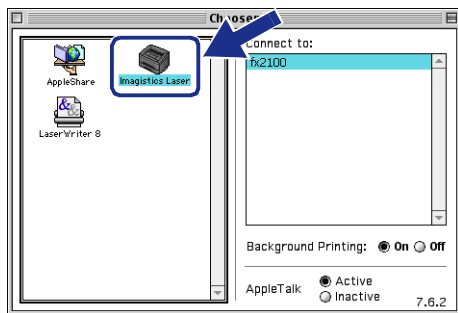 Chooser
Connect to:
fx2100
AppleShare
Imagistics Laser
LaserWriter 8
Background Printing: On Off
AppleTalk
Active
Inactive
7.6.2